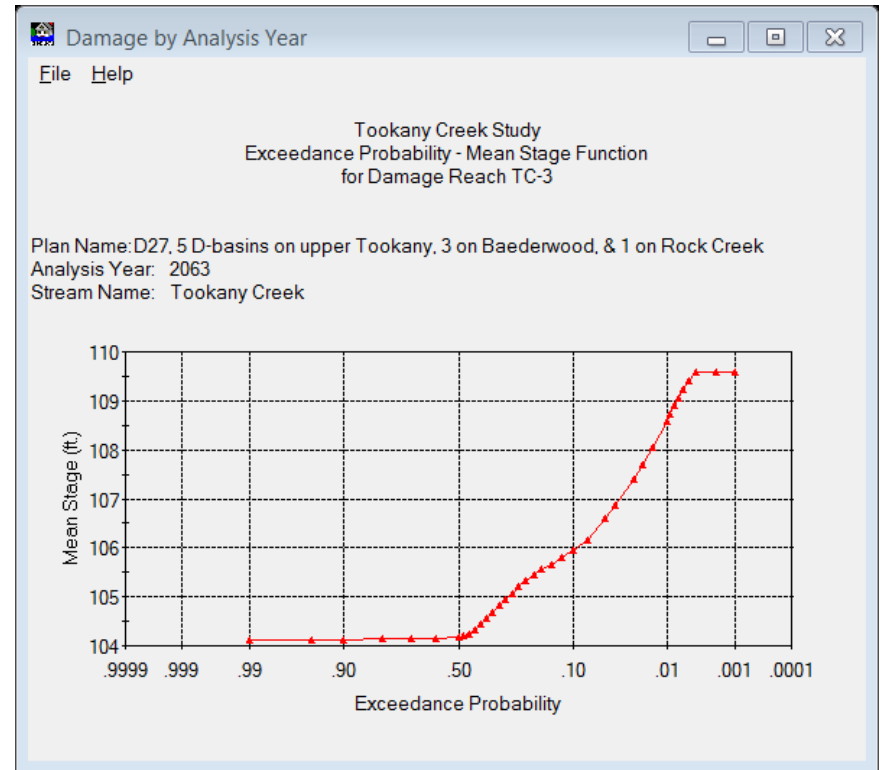 Damage by Analysis Year
File Help
Tookany Creek Study
Exceedance Probability - Mean Stage Function
for Damage Reach TC-3
Plan Name:D27, 5 D-basins on upper Tookany, 3 on Baederwood, & 1 on Rock Creek
Analysis Year: 2063
Stream Name: Tookany Creek
110
109
108
107
106
105
104
Mean Stage (ft.)
.9999 .999 .99 .90 .50 .10 .01 .001 .0001
Exceedance Probability